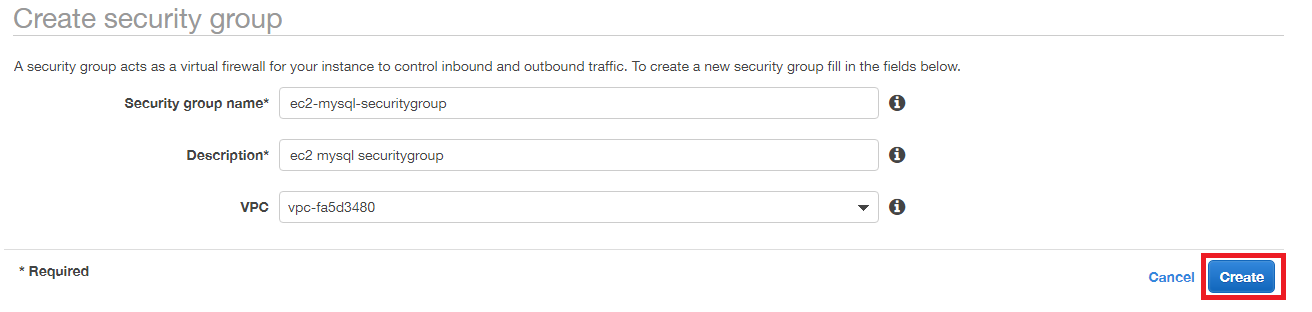 Create security group
A security group acts as a virtual firewall for your instance to control inbound and outbound traffic. To create a new security group fill in the fields below.
Security group name* ec2-mysql-securitygroup
Description* ec2 mysql securitygroup
VPC vpc-fa5d3480
* Required
Cancel Create